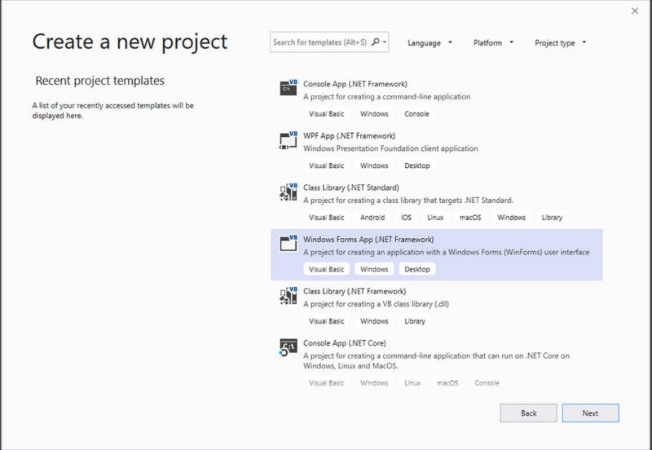 Create a new project
Search for templates (Alt+S)
Language
Platform
Project type
Recent project templates
A list of your recently accessed templates will be
displayed here.
VB
Console App (.NET Framework)
A project for creating a command-line application
Visual Basic Windows Console
VB
WPF App (.NET Framework)
Windows Presentation Foundation client application
Visual Basic Windows Desktop
VB
Class Library (.NET Standard)
A project for creating a class library that targets .NET Standard.
Visual Basic Android iOS Linux macOS Windows Library
VB
Windows Forms App (.NET Framework)
A project for creating an application with a Windows Forms (WinForms) user interface
Visual Basic Windows Desktop
VB
Class Library (.NET Framework)
A project for creating a VB class library (.dll)
Visual Basic Windows Library
Console App (.NET Core)
A project for creating a command-line application that can run on .NET Core on
Windows, Linux and MacOS.
Visual Basic Windows Linux macOS Console
Back
Next